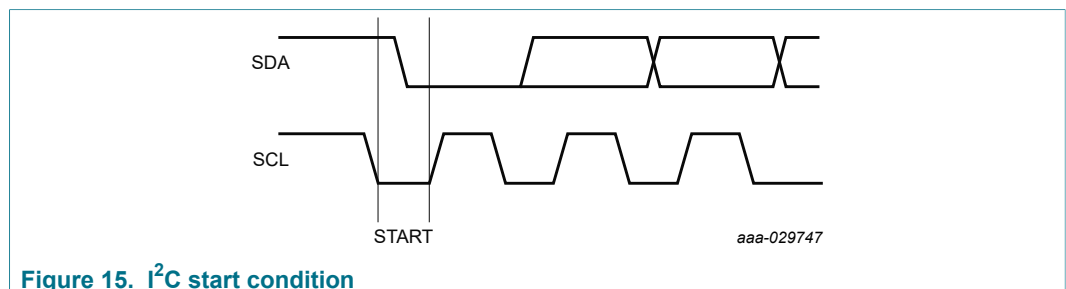 SDA
SCL
START
aaa-029747
Figure 15. I²C start condition